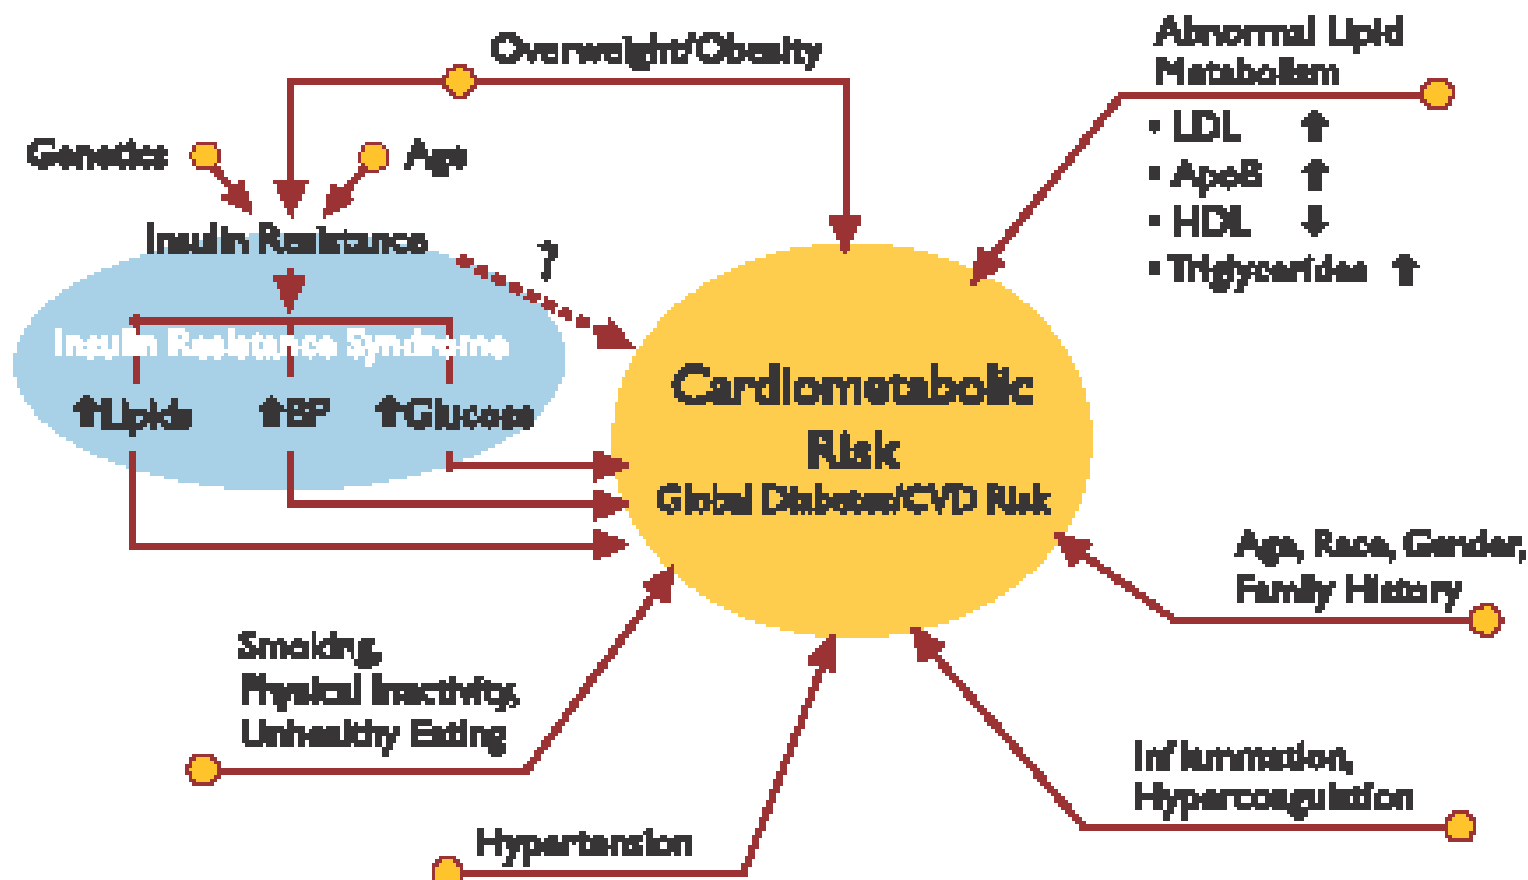 Overweight/Obesity
Abnormal Lipid
Metabolism
• LDL ↑
• ApoB ↑
• HDL ↓
• Triglycerides ↑
Genetics
Age
Insulin Resistance
?
Insulin Resistance Syndrome
↑Lipids ↑BP ↑Glucose
Cardiometabolic
Risk
Global Diabetes/CVD Risk
Age, Race, Gender,
Family History
Smoking,
Physical Inactivity,
Unhealthy Eating
Inflammation,
Hypercoagulation
Hypertension